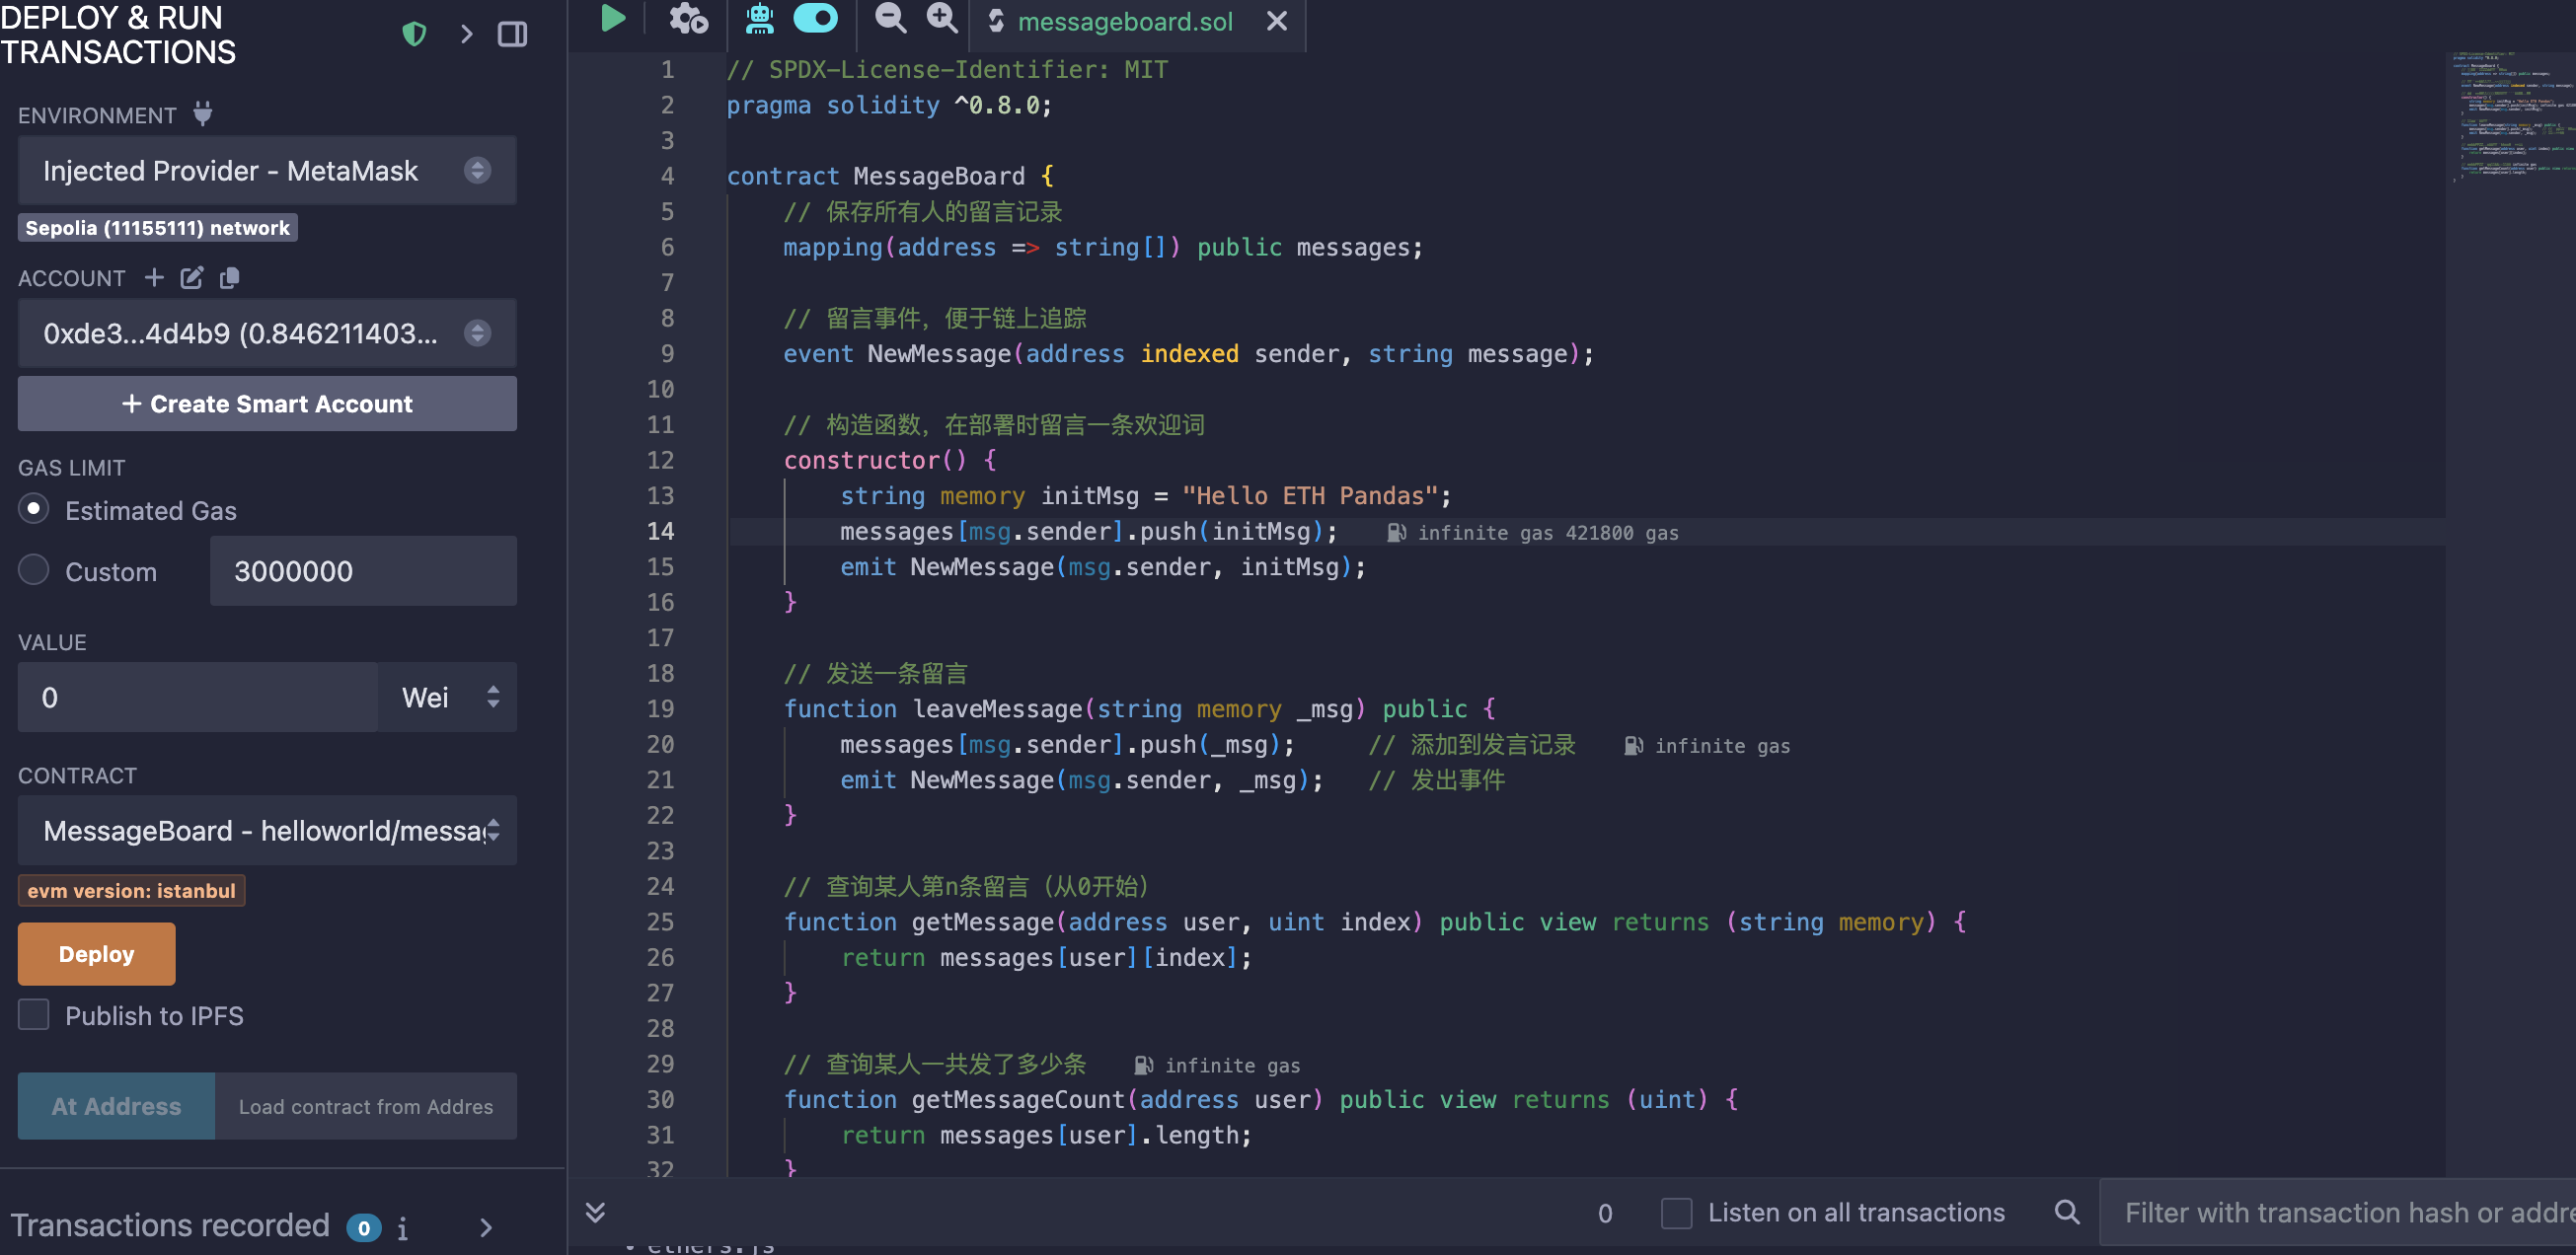 DEPLOY & RUN
TRANSACTIONS
ENVIRONMENT
Injected Provider - MetaMask
Sepolia (11155111) network
ACCOUNT
0xde3...4d4b9 (0.846211403...
+ Create Smart Account
GAS LIMIT
Estimated Gas
Custom
3000000
VALUE
0
Wei
CONTRACT
MessageBoard - helloworld/messag
evm version: istanbul
Deploy
Publish to IPFS
At Address
Load contract from Addres
Transactions recorded 0 i
messageboard.sol
1 // SPDX-License-Identifier: MIT
2 pragma solidity ^0.8.0;
3
4 contract MessageBoard {
5 // 保存所有人的留言记录
6 mapping(address => string[]) public messages;
7
8 // 留言事件，便于链上追踪
9 event NewMessage(address indexed sender, string message);
10
11 // 构造函数，在部署时留言一条欢迎词
12 constructor() {
13 string memory initMsg = "Hello ETH Pandas";
14 messages[msg.sender].push(initMsg); infinite gas 421800 gas
15 emit NewMessage(msg.sender, initMsg);
16 }
17
18 // 发送一条留言
19 function leaveMessage(string memory _msg) public {
20 messages[msg.sender].push(_msg); // 添加到发言记录 infinite gas
21 emit NewMessage(msg.sender, _msg); // 发出事件
22 }
23
24 // 查询某人第n条留言（从0开始）
25 function getMessage(address user, uint index) public view returns (string memory) {
26 return messages[user][index];
27 }
28
29 // 查询某人一共发了多少条 infinite gas
30 function getMessageCount(address user) public view returns (uint) {
31 return messages[user].length;
32 }
0
Listen on all transactions
Filter with transaction hash or addre
ethers.js